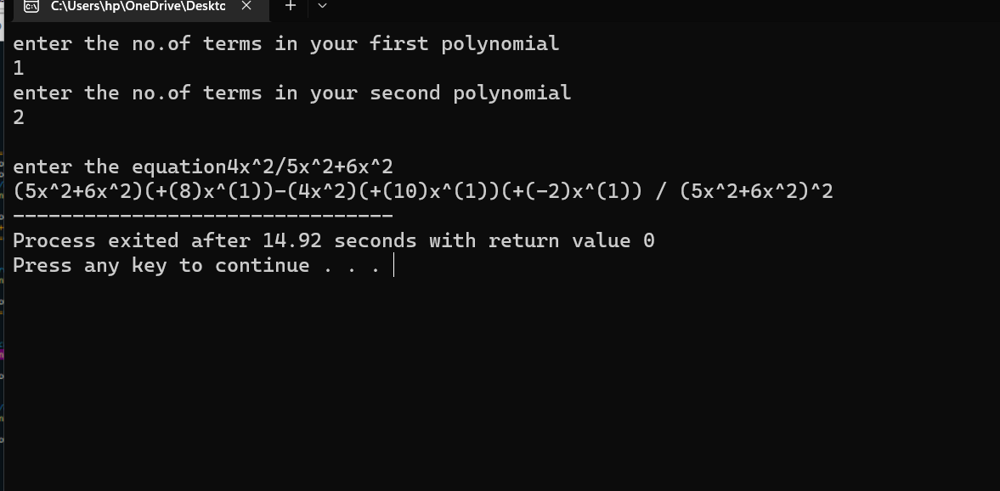 C:\Users\hp\OneDrive\Desktc
enter the no.of terms in your first polynomial
1
enter the no.of terms in your second polynomial
2
enter the equation4x^2/5x^2+6x^2
(5x^2+6x^2)(+(8)x^(1))-(4x^2)(+(10)x^(1))(+(-2)x^(1)) / (5x^2+6x^2)^2
--------------------------------
Process exited after 14.92 seconds with return value 0
Press any key to continue . . .